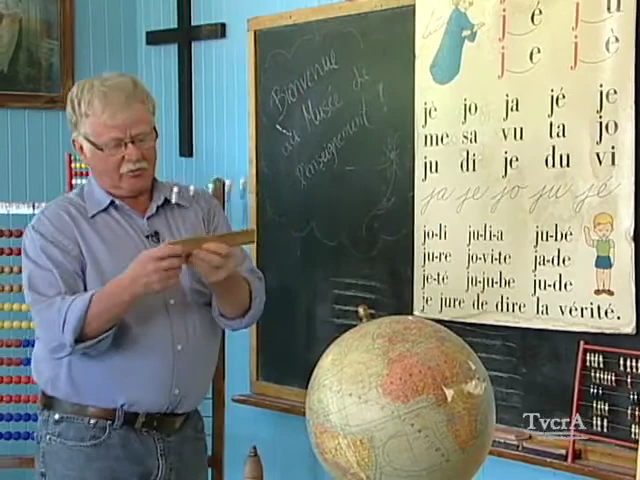 Bienvenue
au Musée de
l'enseignement !
j é
j e
j è
jè jo ja jé je
me sa vu ta jo
ju di je du vi
ja je jo ju jé
jo-li ju-li-a ju-bé
ju-re jo-vi-té ja-de
je-té ju-ju-be ju-de
je jure de dire la vérité.
TvcrA